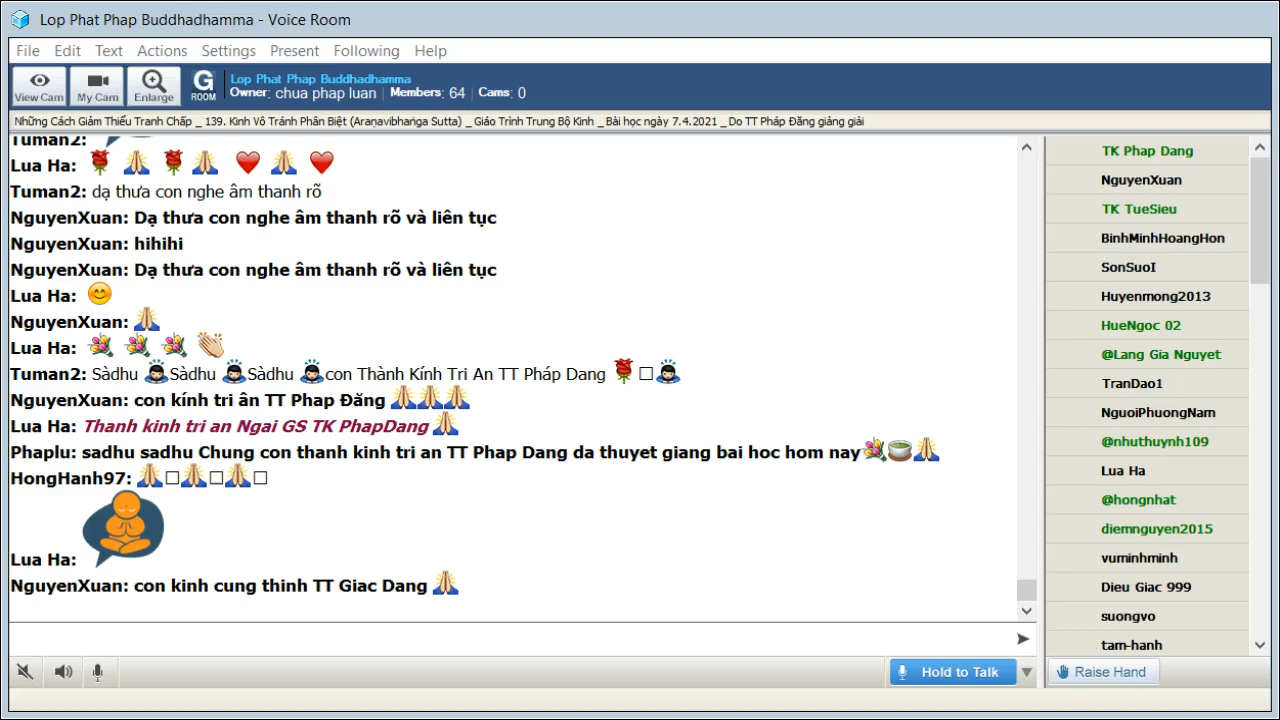 Lop Phat Phap Buddhadhamma - Voice Room
File Edit Text Actions Settings Present Following Help
View Cam My Cam Enlarge G ROOM
Lop Phat Phap Buddhadhamma
Owner: chua phap luan | Members: 64 | Cams: 0
Những Cách Giảm Thiểu Tranh Chấp _ 139. Kinh Vô Tránh Phân Biệt (Araṇavibhaṅga Sutta) _ Giáo Trình Trung Bộ Kinh _ Bài học ngày 7.4.2021 _ Do TT Pháp Đăng giảng giải
Tuman2:
Lua Ha: 🌹 🙏 🌹 🙏 ❤️ 🙏 ❤️
Tuman2: dạ thưa con nghe âm thanh rõ
NguyenXuan: Dạ thưa con nghe âm thanh rõ và liên tục
NguyenXuan: hihihi
NguyenXuan: Dạ thưa con nghe âm thanh rõ và liên tục
Lua Ha: 😊
NguyenXuan: 🙏
Lua Ha: 💐 💐 💐 👏
Tuman2: Sàdhu 🙇Sàdhu 🙇Sàdhu 🙇con Thành Kính Tri Ân TT Pháp Dang 🌹□🙇
NguyenXuan: con kính tri ân TT Phap Đăng 🙏🙏🙏
Lua Ha: Thanh kinh tri an Ngai GS TK PhapDang 🙏
Phaplu: sadhu sadhu Chung con thanh kinh tri an TT Phap Dang da thuyet giang bai hoc hom nay💐🍵🙏
HongHanh97: 🙏□🙏□🙏□
Lua Ha:
NguyenXuan: con kinh cung thinh TT Giac Dang 🙏
Hold to Talk
TK Phap Dang
NguyenXuan
TK TueSieu
BinhMinhHoangHon
SonSuoI
Huyenmong2013
HueNgoc 02
@Lang Gia Nguyet
TranDao1
NguoiPhuongNam
@nhuthuynh109
Lua Ha
@hongnhat
diemnguyen2015
vuminhminh
Dieu Giac 999
suongvo
tam-hanh
Raise Hand